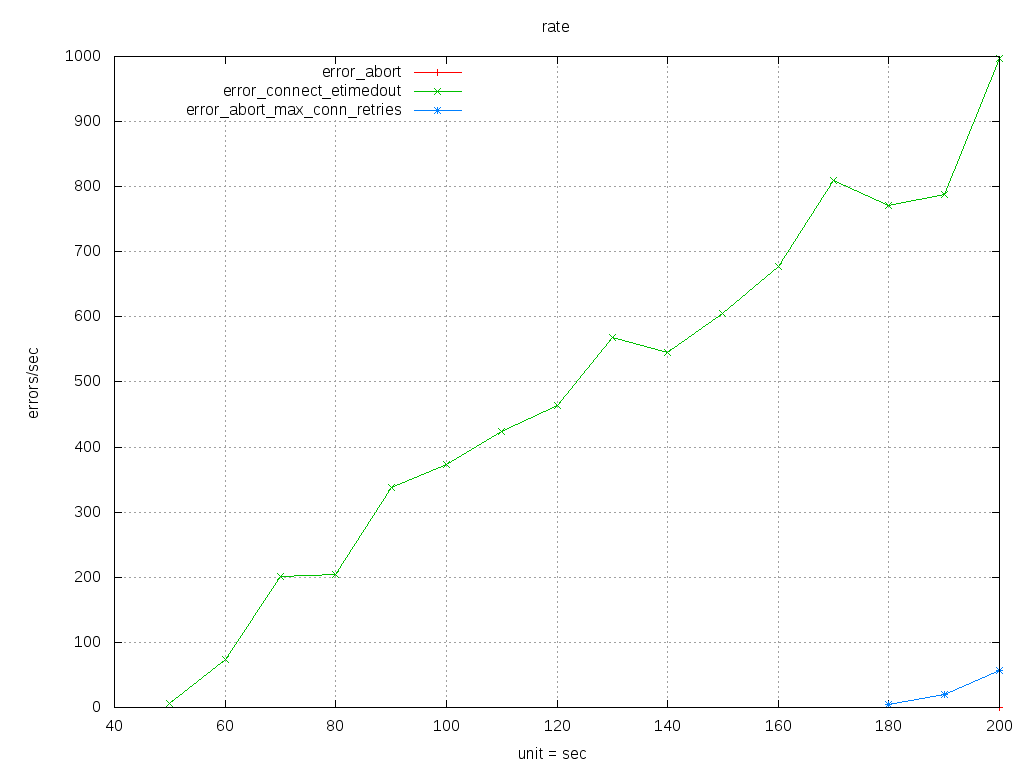 rate
error_abort
error_connect_etimedout
error_abort_max_conn_retries
errors/sec
1000
900
800
700
600
500
400
300
200
100
0
40 60 80 100 120 140 160 180 200
unit = sec